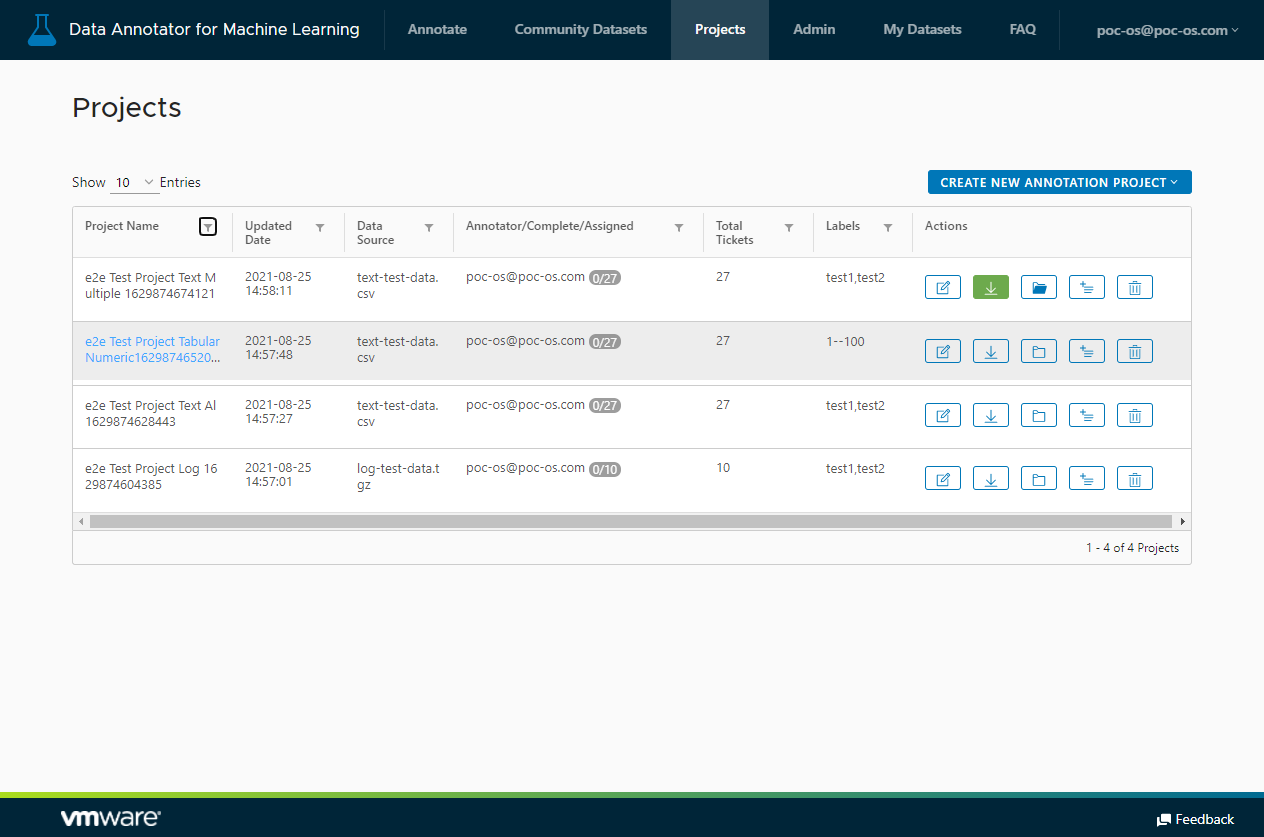 Data Annotator for Machine Learning
Annotate
Community Datasets
Projects
Admin
My Datasets
FAQ
poc-os@poc-os.com
Projects
Show 10 Entries
CREATE NEW ANNOTATION PROJECT
Project Name
Updated
Date
Data
Source
Annotator/Complete/Assigned
Total
Tickets
Labels
Actions
e2e Test Project Text M
ultiple 1629874674121
2021-08-25
14:58:11
text-test-data.
csv
poc-os@poc-os.com 0/27
27
test1,test2
e2e Test Project Tabular
Numeric16298746520...
2021-08-25
14:57:48
text-test-data.
csv
poc-os@poc-os.com 0/27
27
1--100
e2e Test Project Text Al
1629874628443
2021-08-25
14:57:27
text-test-data.
csv
poc-os@poc-os.com 0/27
27
test1,test2
e2e Test Project Log 16
29874604385
2021-08-25
14:57:01
log-test-data.t
gz
poc-os@poc-os.com 0/10
10
test1,test2
1 - 4 of 4 Projects
vmware
Feedback